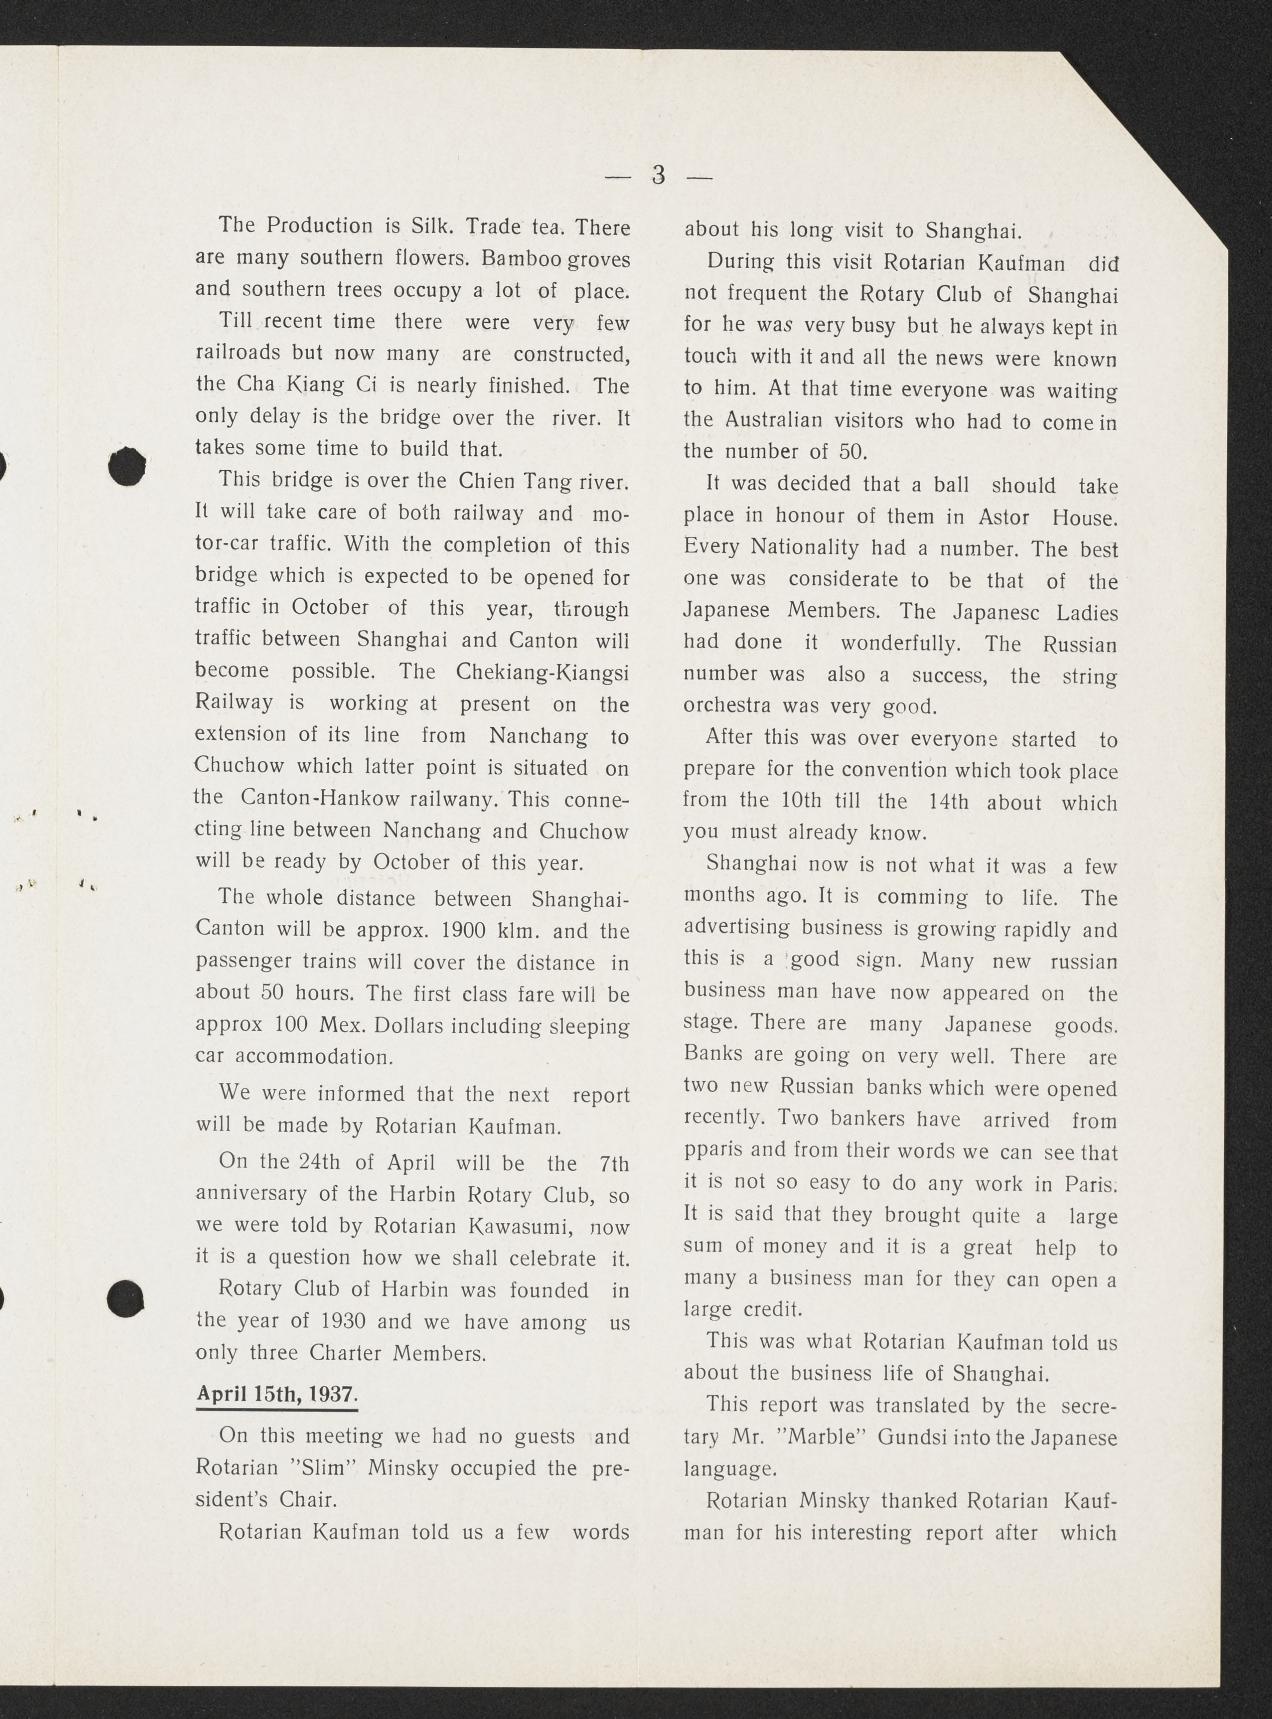 — 3 —
The Production is Silk. Trade tea. There
are many southern flowers. Bamboo groves
and southern trees occupy a lot of place.
Till recent time there were very few
railroads but now many are constructed,
the Cha Kiang Ci is nearly finished. The
only delay is the bridge over the river. It
takes some time to build that.
This bridge is over the Chien Tang river.
It will take care of both railway and mo-
tor-car traffic. With the completion of this
bridge which is expected to be opened for
traffic in October of this year, through
traffic between Shanghai and Canton will
become possible. The Chekiang-Kiangsi
Railway is working at present on the
extension of its line from Nanchang to
Chuchow which latter point is situated on
the Canton-Hankow railwany. This conne-
cting line between Nanchang and Chuchow
will be ready by October of this year.
The whole distance between Shanghai-
Canton will be approx. 1900 klm. and the
passenger trains will cover the distance in
about 50 hours. The first class fare will be
approx 100 Mex. Dollars including sleeping
car accommodation.
We were informed that the next report
will be made by Rotarian Kaufman.
On the 24th of April will be the 7th
anniversary of the Harbin Rotary Club, so
we were told by Rotarian Kawasumi, now
it is a question how we shall celebrate it.
Rotary Club of Harbin was founded in
the year of 1930 and we have among us
only three Charter Members.
April 15th, 1937.
On this meeting we had no guests and
Rotarian ”Slim” Minsky occupied the pre-
sident's Chair.
Rotarian Kaufman told us a few words
about his long visit to Shanghai.
During this visit Rotarian Kaufman did
not frequent the Rotary Club of Shanghai
for he was very busy but he always kept in
touch with it and all the news were known
to him. At that time everyone was waiting
the Australian visitors who had to come in
the number of 50.
It was decided that a ball should take
place in honour of them in Astor House.
Every Nationality had a number. The best
one was considerate to be that of the
Japanese Members. The Japanesc Ladies
had done it wonderfully. The Russian
number was also a success, the string
orchestra was very good.
After this was over everyone started to
prepare for the convention which took place
from the 10th till the 14th about which
you must already know.
Shanghai now is not what it was a few
months ago. It is comming to life. The
advertising business is growing rapidly and
this is a good sign. Many new russian
business man have now appeared on the
stage. There are many Japanese goods.
Banks are going on very well. There are
two new Russian banks which were opened
recently. Two bankers have arrived from
pparis and from their words we can see that
it is not so easy to do any work in Paris.
It is said that they brought quite a large
sum of money and it is a great help to
many a business man for they can open a
large credit.
This was what Rotarian Kaufman told us
about the business life of Shanghai.
This report was translated by the secre-
tary Mr. ”Marble” Gundsi into the Japanese
language.
Rotarian Minsky thanked Rotarian Kauf-
man for his interesting report after which